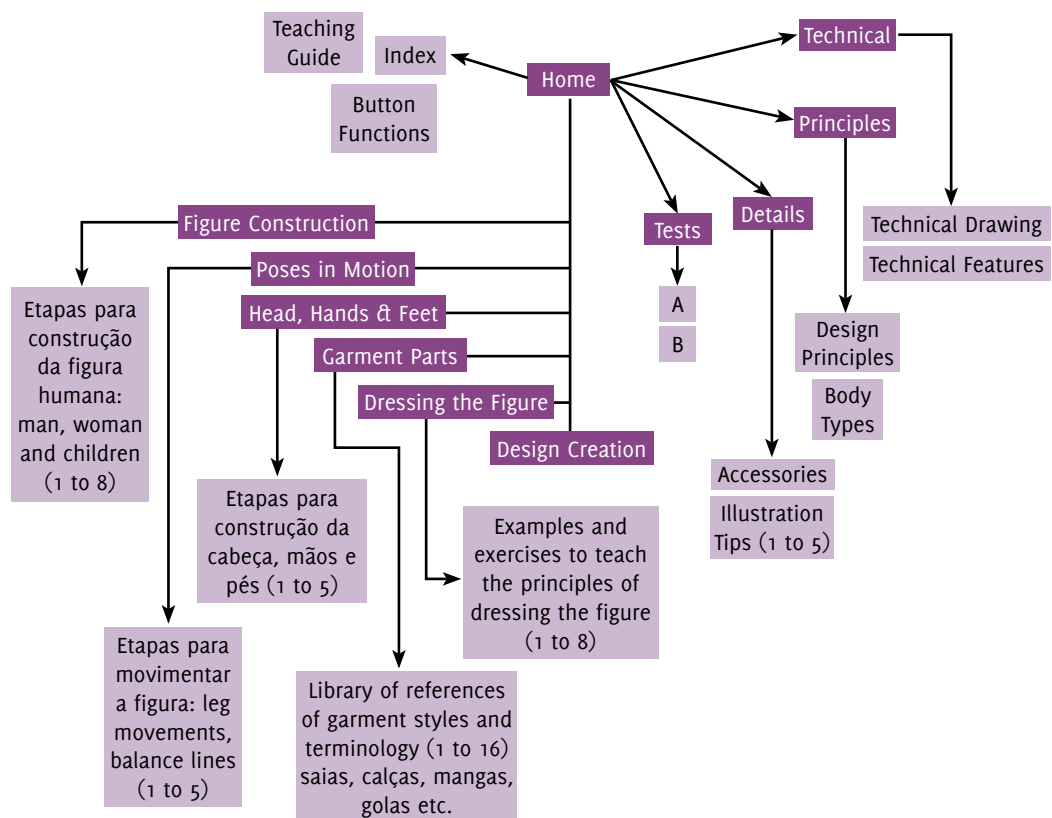 Teaching
Guide
Index
Button
Functions
Home
Technical
Principles
Details
Tests
Technical Drawing
Technical Features
A
B
Design
Principles
Body
Types
Accessories
Illustration
Tips (1 to 5)
Figure Construction
Poses in Motion
Head, Hands & Feet
Garment Parts
Dressing the Figure
Design Creation
Etapas para
construção
da figura
humana:
man, woman
and children
(1 to 8)
Etapas para
construção da
cabeça, mãos e
pés (1 to 5)
Examples and
exercises to teach
the principles of
dressing the figure
(1 to 8)
Etapas para
movimentar
a figura: leg
movements,
balance lines
(1 to 5)
Library of references
of garment styles and
terminology (1 to 16)
saias, calças, mangas,
golas etc.